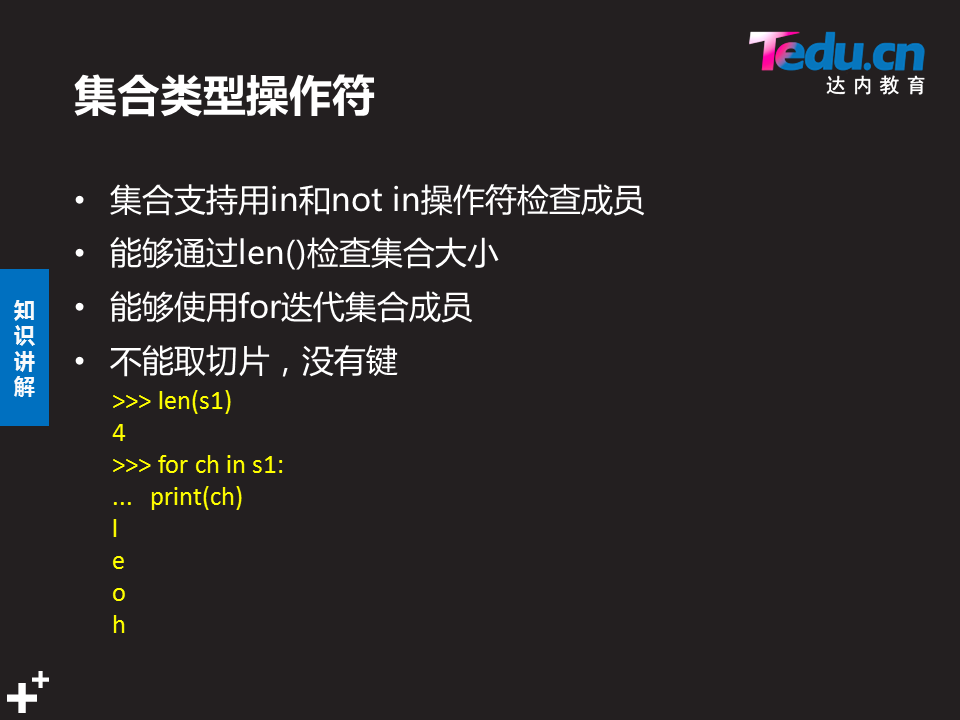 Tedu.cn
达内教育
集合类型操作符
• 集合支持用in和not in操作符检查成员
• 能够通过len()检查集合大小
• 能够使用for迭代集合成员
• 不能取切片，没有键
知识讲解
>>> len(s1)
4
>>> for ch in s1:
... print(ch)
l
e
o
h